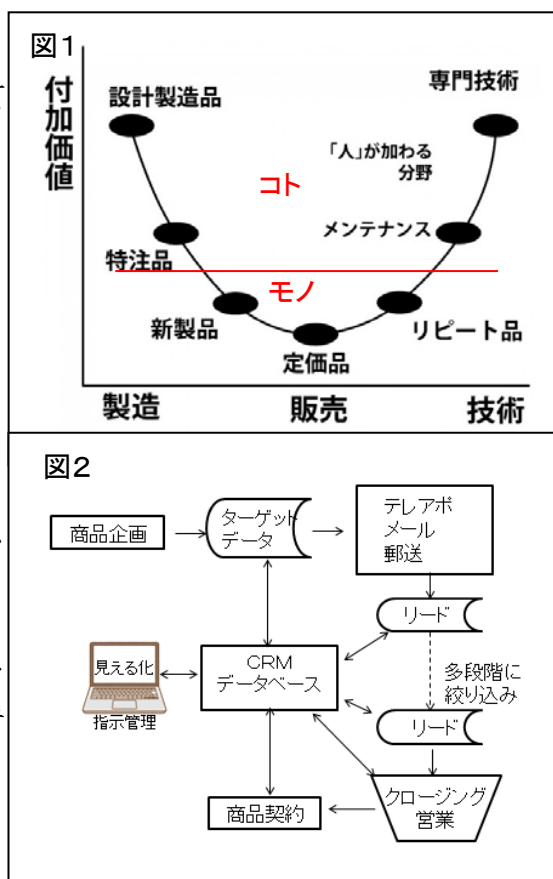 図1
付加価値
設計製造品
専門技術
「人」が加わる
分野
コト
メンテナンス
特注品
モノ
新製品
リピート品
定価品
製造
販売
技術
図2
商品企画
ターゲット
データ
テレアポ
メール
郵送
リード
見える化
指示管理
CRM
データベース
多段階に
絞り込み
リード
商品契約
クロージング
営業